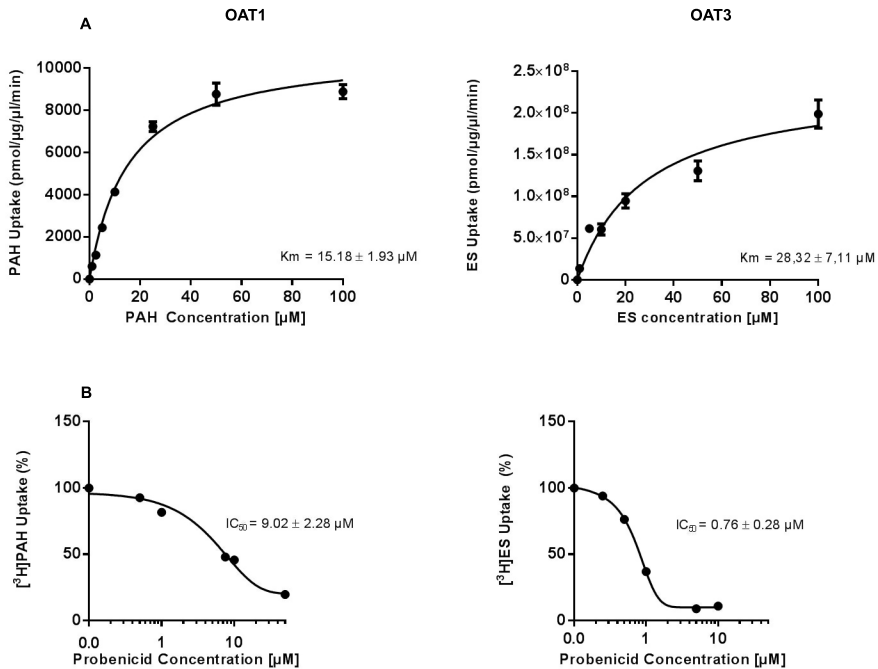 OAT1
OAT3
A
PAH Uptake (pmol/µg/µl/min)
10000
8000
6000
4000
2000
0
Km = 15.18 ± 1.93 µM
0 20 40 60 80 100
PAH Concentration [µM]
ES Uptake (pmol/µg/µl/min)
2.5×10⁸
2.0×10⁸
1.5×10⁸
1.0×10⁸
5.0×10⁷
0
Km = 28,32 ± 7,11 µM
0 20 40 60 80 100
ES concentration [µM]
B
[³H]PAH Uptake (%)
150
100
50
0
IC₅₀ = 9.02 ± 2.28 µM
0.0 1 10
Probenicid Concentration [µM]
[³H]ES Uptake (%)
150
100
50
0
IC₅₀ = 0.76 ± 0.28 µM
0.0 1 10
Probenicid Concentration [µM]